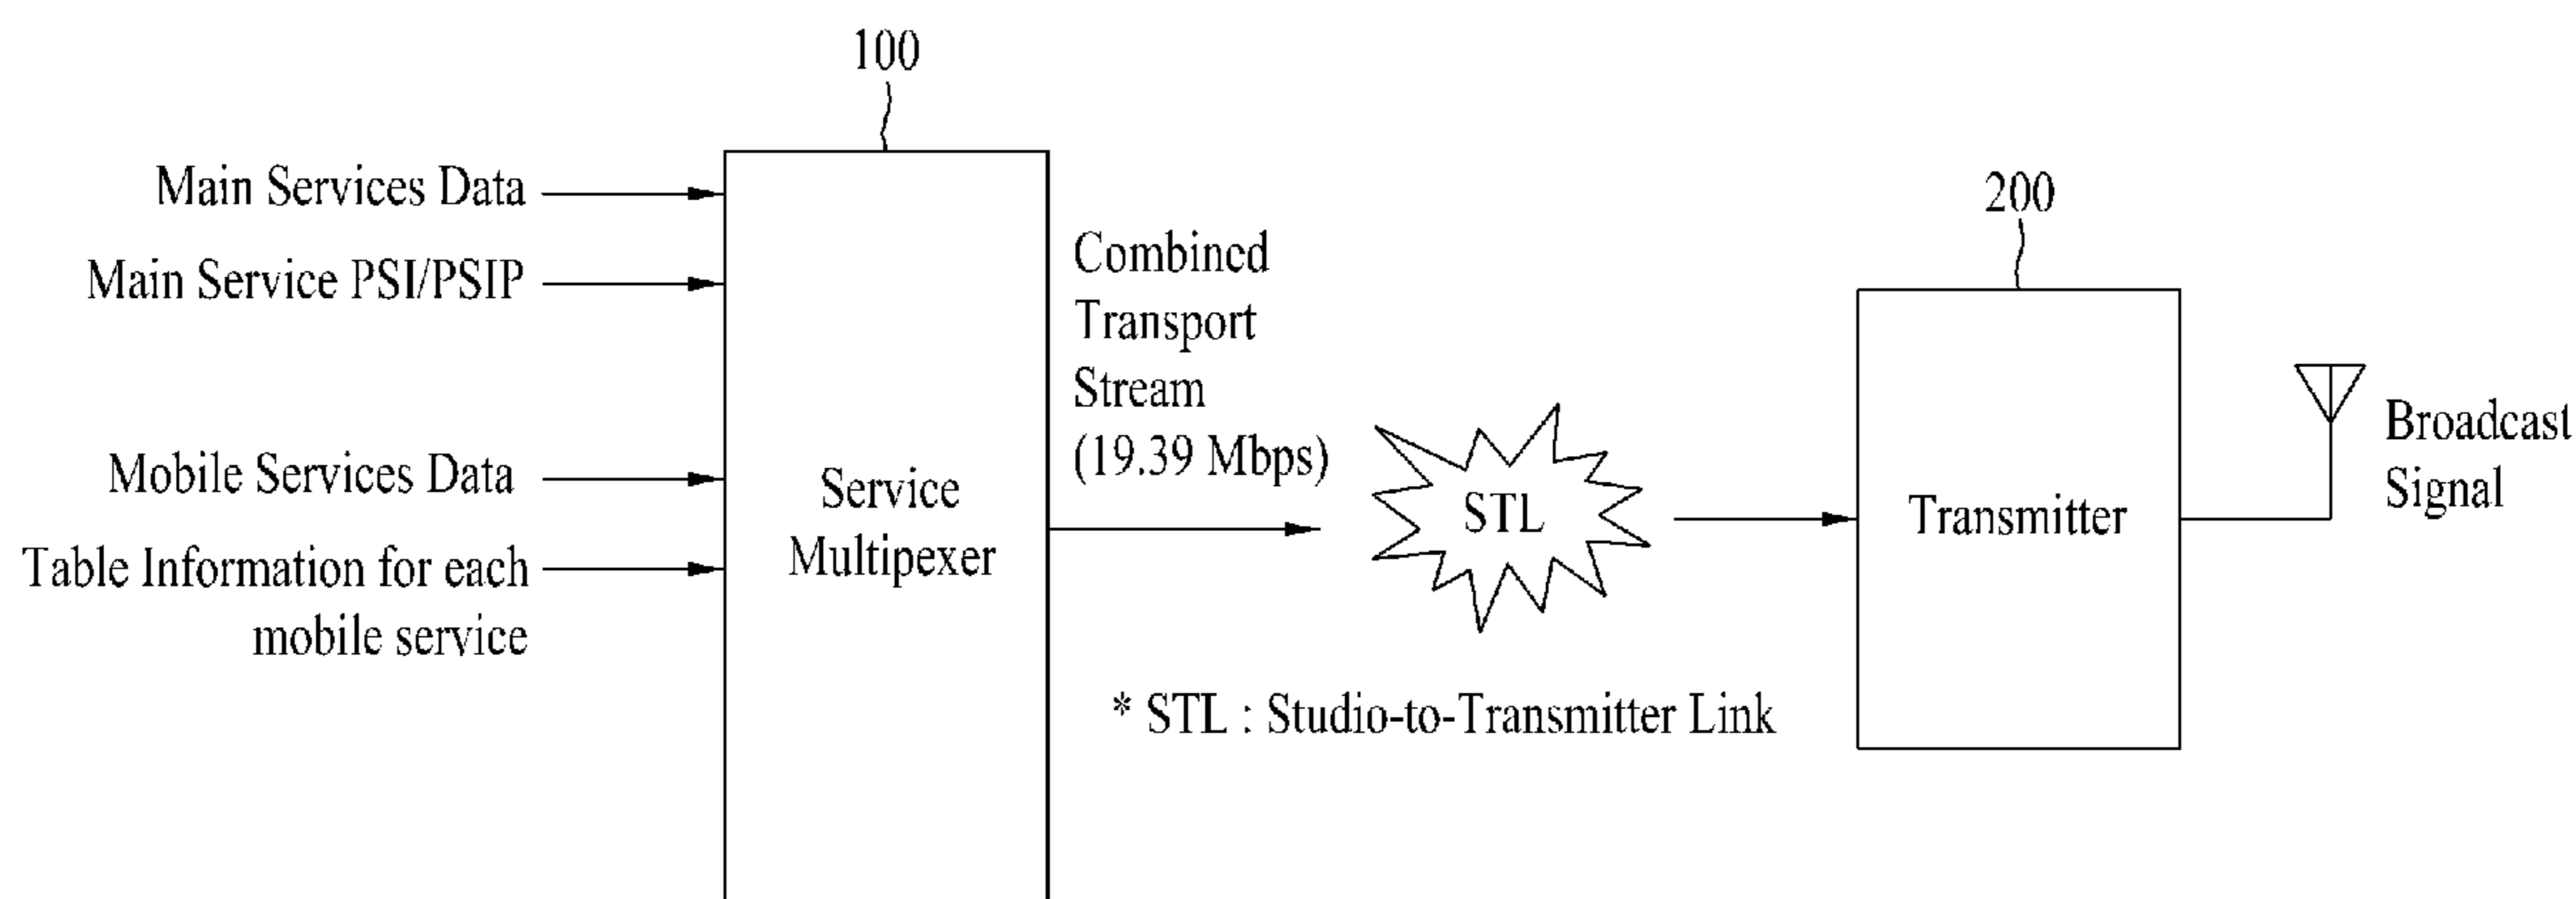 100
Main Services Data
Main Service PSI/PSIP
Mobile Services Data
Table Information for each
mobile service
Service
Multipexer
Combined
Transport
Stream
(19.39 Mbps)
STL
* STL : Studio-to-Transmitter Link
200
Transmitter
Broadcast
Signal